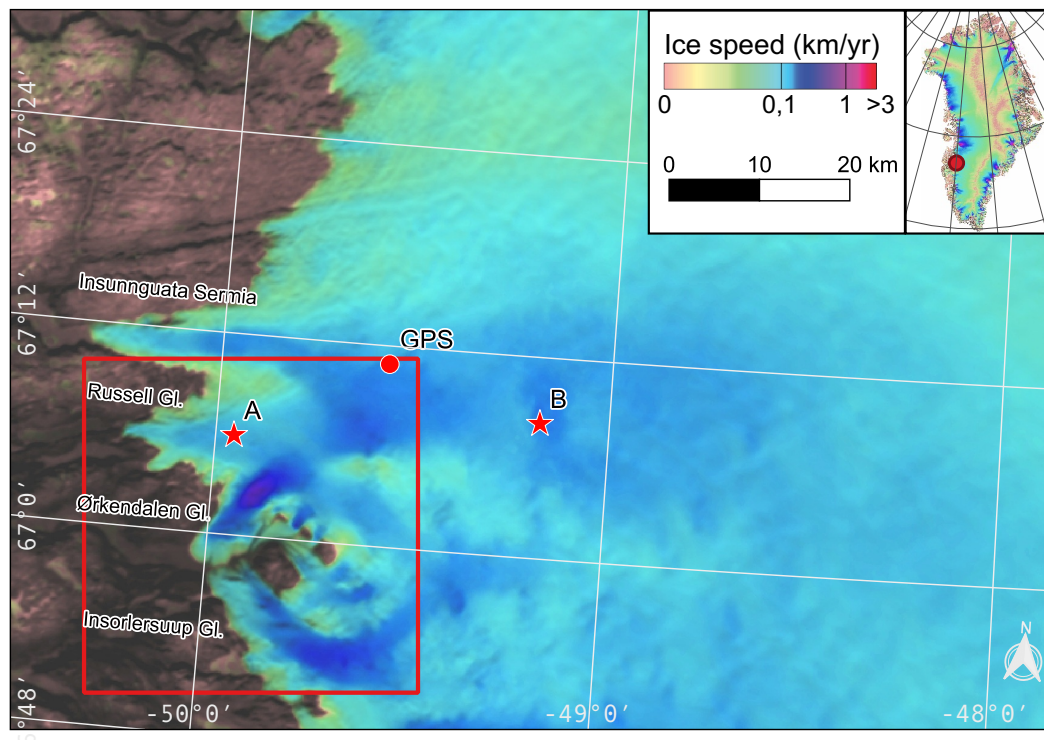 Ice speed (km/yr)
0 0,1 1 >3
0 10 20 km
67°24′
Insunnguata Sermia
67°12′
GPS
Russell Gl.
A
B
Ørkendalen Gl.
67°0′
Insorlersuup Gl.
N
48′
-50°0′ -49°0′ -48°0′